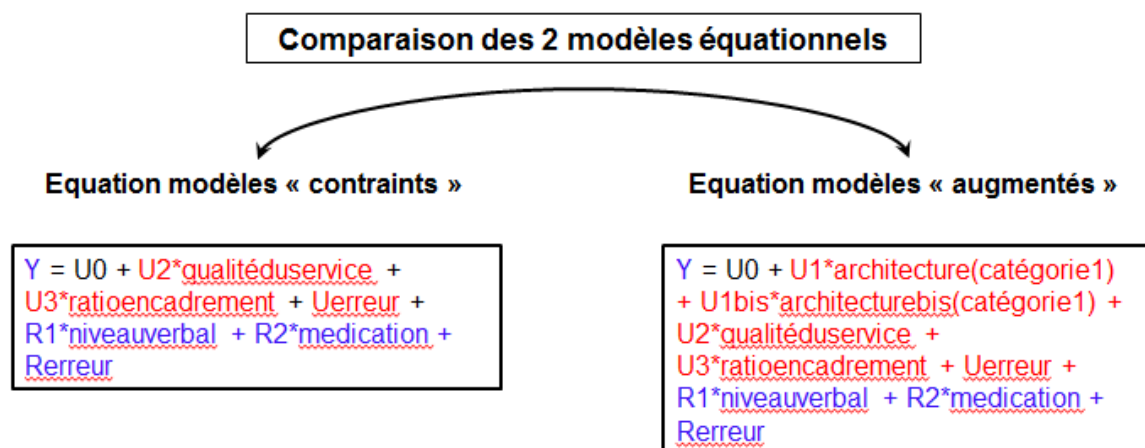 Comparaison des 2 modèles équationnels
Equation modèles « contraints »
Y = U0 + U2*qualitéduservice +
U3*ratioencadrement + Uerreur +
R1*niveauverbal + R2*medication +
Rerreur
Equation modèles « augmentés »
Y = U0 + U1*architecture(catégorie1)
+ U1bis*architecturebis(catégorie1) +
U2*qualitéduservice +
U3*ratioencadrement + Uerreur +
R1*niveauverbal + R2*medication +
Rerreur